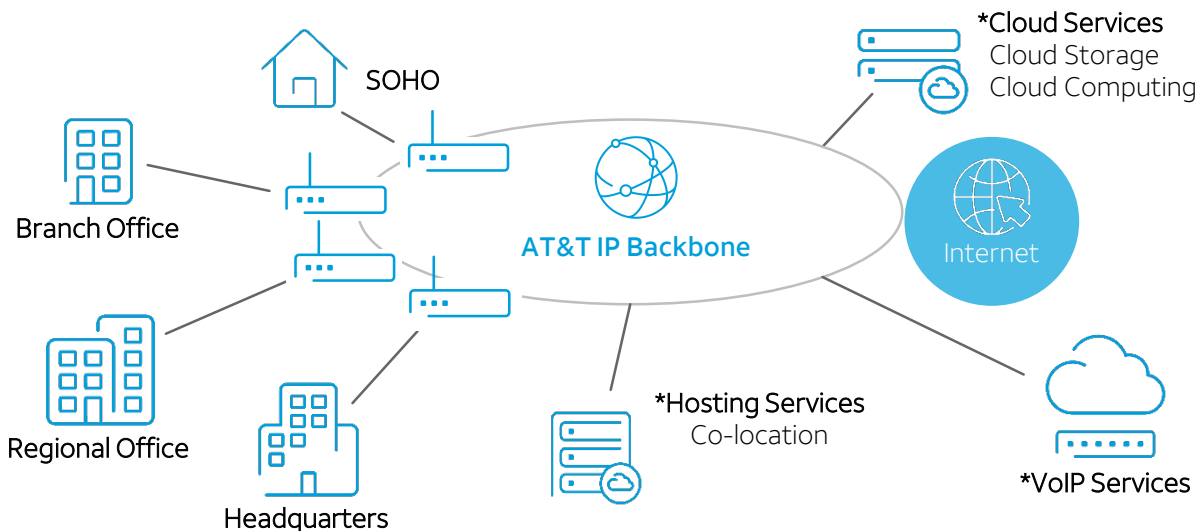 *Cloud Services
Cloud Storage
Cloud Computing
SOHO
Branch Office
AT&T IP Backbone
Internet
Regional Office
*Hosting Services
Co-location
*VoIP Services
Headquarters